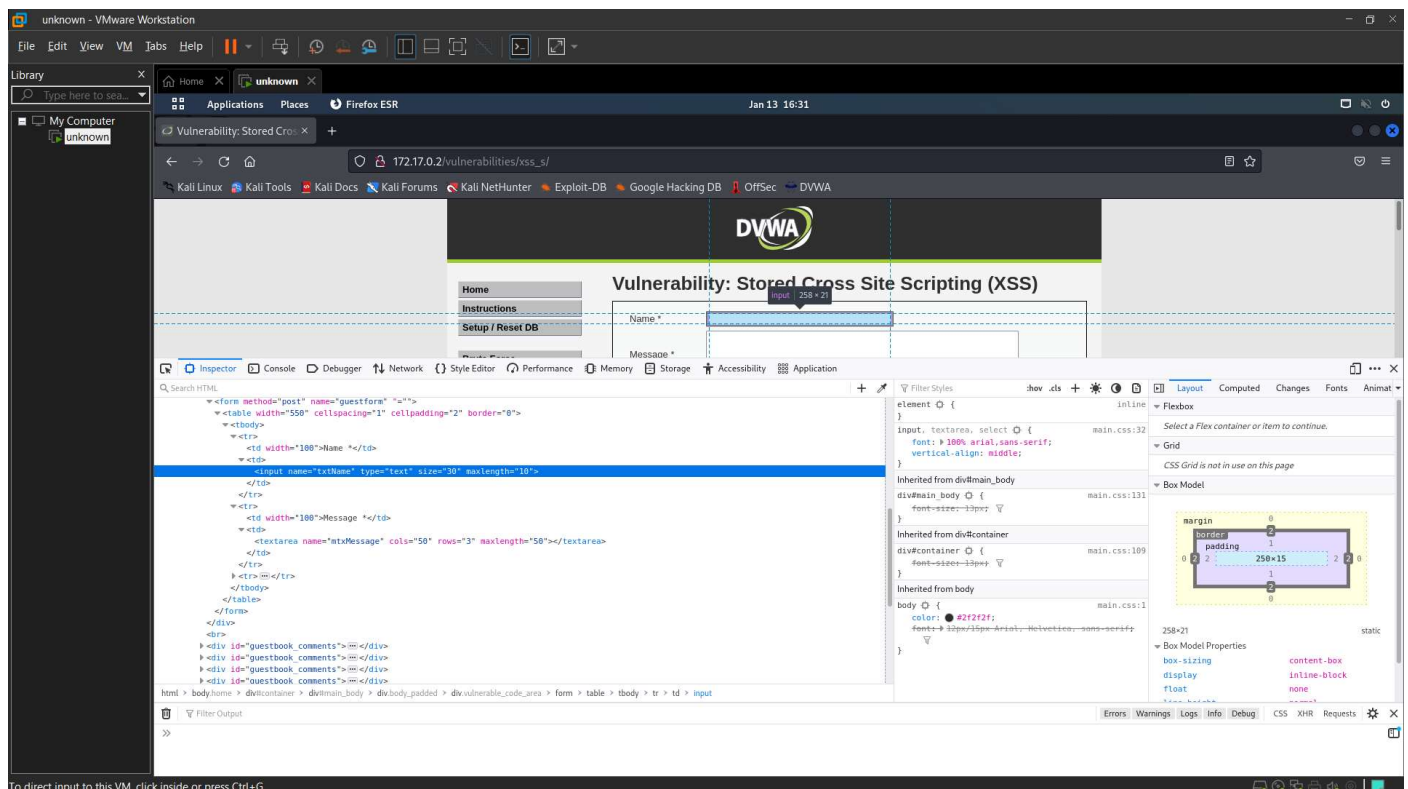 unknown - VMware Workstation
File Edit View VM Tabs Help
Library X
Type here to sea...
My Computer
unknown
Home X unknown X
Applications Places Firefox ESR Jan 13 16:31
Vulnerability: Stored Cros × +
172.17.0.2/vulnerabilities/xss_s/
Kali Linux Kali Tools Kali Docs Kali Forums Kali NetHunter Exploit-DB Google Hacking DB OffSec DVWA
DVWA
Vulnerability: Stored Cross Site Scripting (XSS)
input 258 × 21
Home
Instructions
Setup / Reset DB
Name *
Message *
Inspector Console Debugger Network {} Style Editor Performance Memory Storage Accessibility Application
Search HTML
<form method="post" name="guestform" "="">
<table width="550" cellspacing="1" cellpadding="2" border="0">
<tbody>
<tr>
<td width="100">Name *</td>
<td>
<input name="txtName" type="text" size="30" maxlength="10">
</td>
</tr>
<tr>
<td width="100">Message *</td>
<td>
<textarea name="mtxMessage" cols="50" rows="3" maxlength="50"></textarea>
</td>
</tr>
<tr></tr>
</tbody>
</table>
</form>
</div>
<br>
<div id="guestbook_comments"></div>
<div id="guestbook_comments"></div>
<div id="guestbook_comments"></div>
<div id="guestbook_comments"></div>
html > body.home > div#container > div#main_body > div.body_padded > div.vulnerable_code_area > form > table > tbody > tr > td > input
Filter Styles :hov .cls +
element { inline
}
input, textarea, select { main.css:32
font: 100% arial,sans-serif;
vertical-align: middle;
}
Inherited from div#main_body
div#main_body { main.css:131
font-size: 13px;
}
Inherited from div#container
div#container { main.css:109
font-size: 13px;
}
Inherited from body
body { main.css:1
color: #2f2f2f;
font: 12px/15px Arial, Helvetica, sans-serif;
}
Layout Computed Changes Fonts Animat
Flexbox
Select a Flex container or item to continue.
Grid
CSS Grid is not in use on this page
Box Model
margin 0
border 2
padding 1
0 2 2 250×15 2 2 0
1
2
0
258×21 static
Box Model Properties
box-sizing content-box
display inline-block
float none
Filter Output Errors Warnings Logs Info Debug CSS XHR Requests
>>
To direct input to this VM, click inside or press Ctrl+G.